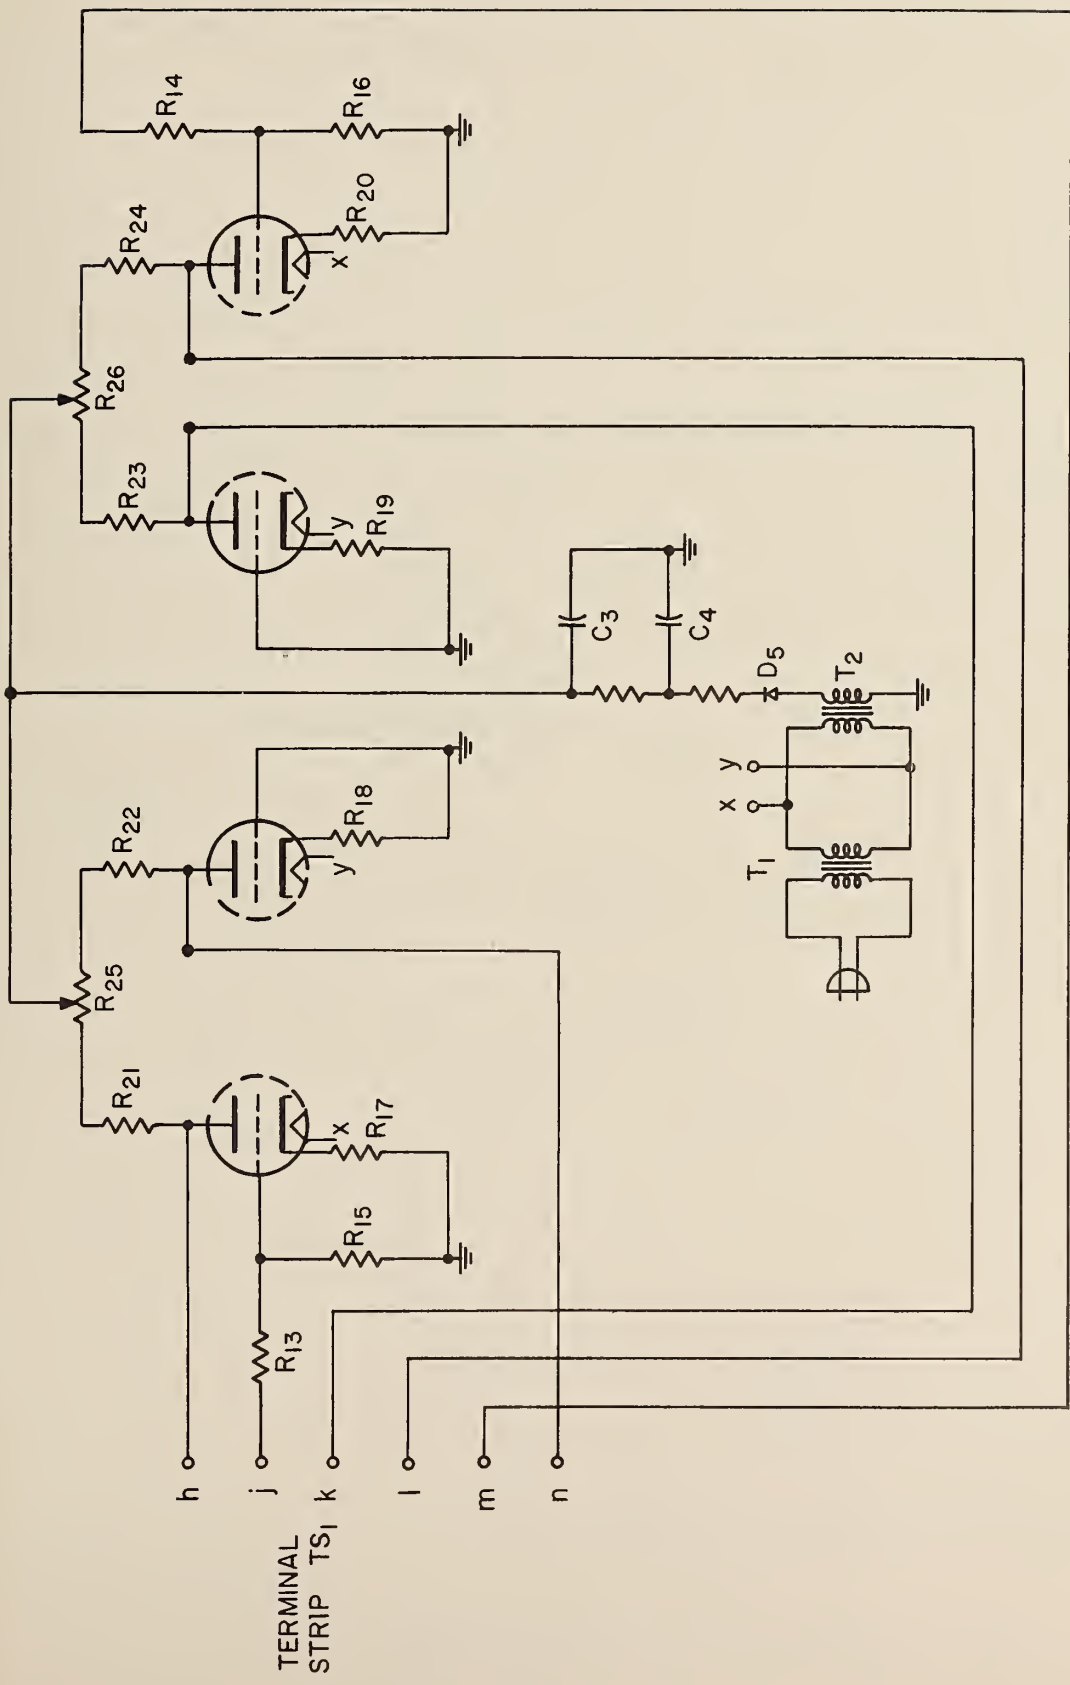 R14
R24
R16
R26
R20
x
R23
y
R19
C3
C4
D5
T2
R22
R18
y
y
x
T1
R25
R21
x
R17
R15
R13
h
j
TERMINAL
STRIP TS1 k
l
m
n